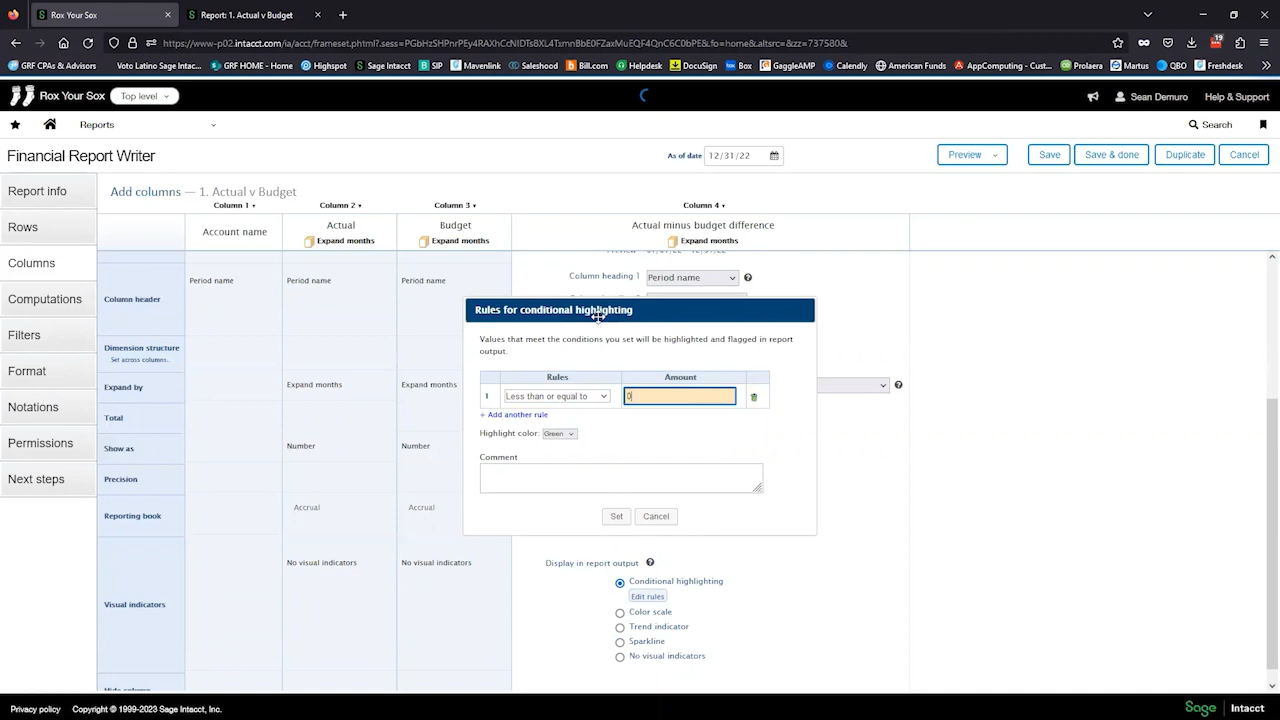 Rox Your Sox
Report: 1. Actual v Budget
https://www-p02.intacct.com/ia/acct/frameset.phtml?.sess=
&.fo=home&.altsrc=&zz=737580&
19
GRF CPAs & Advisors
Voto Latino Sage Intac...
GRF HOME - Home
Highspot
Sage Intacct
SIP
Mavenlink
Saleshood
Bill.com
Helpdesk
DocuSign
Box
GaggleAMP
Calendly
American Funds
AppComputing - Cust...
Prolaera
Martus
QBO
Freshdesk
Rox Your Sox
Top level
Sean Demuro
Help & Support
Reports
Search
Financial Report Writer
As of date
12/31/22
Preview
Save
Save & done
Duplicate
Cancel
Report info
Rows
Columns
Computations
Filters
Format
Notations
Permissions
Next steps
Add columns — 1. Actual v Budget
Column 1
Column 2
Column 3
Column 4
Account name
Actual
Expand months
Budget
Expand months
Actual minus budget difference
Expand months
Column header
Period name
Period name
Period name
Column heading 1
Period name
Dimension structure
Set across columns...
Expand by
Expand months
Expand months
Total
Show as
Number
Number
Precision
Reporting book
Accrual
Accrual
Visual indicators
No visual indicators
No visual indicators
Hide column
Rules for conditional highlighting
Values that meet the conditions you set will be highlighted and flagged in report
output.
Rules
Amount
1
Less than or equal to
0
+ Add another rule
Highlight color:
Green
Comment
Set
Cancel
Display in report output
Conditional highlighting
Edit rules
Color scale
Trend indicator
Sparkline
No visual indicators
Privacy policy
Copyright © 1999-2023 Sage Intacct, Inc.
Sage
Intacct